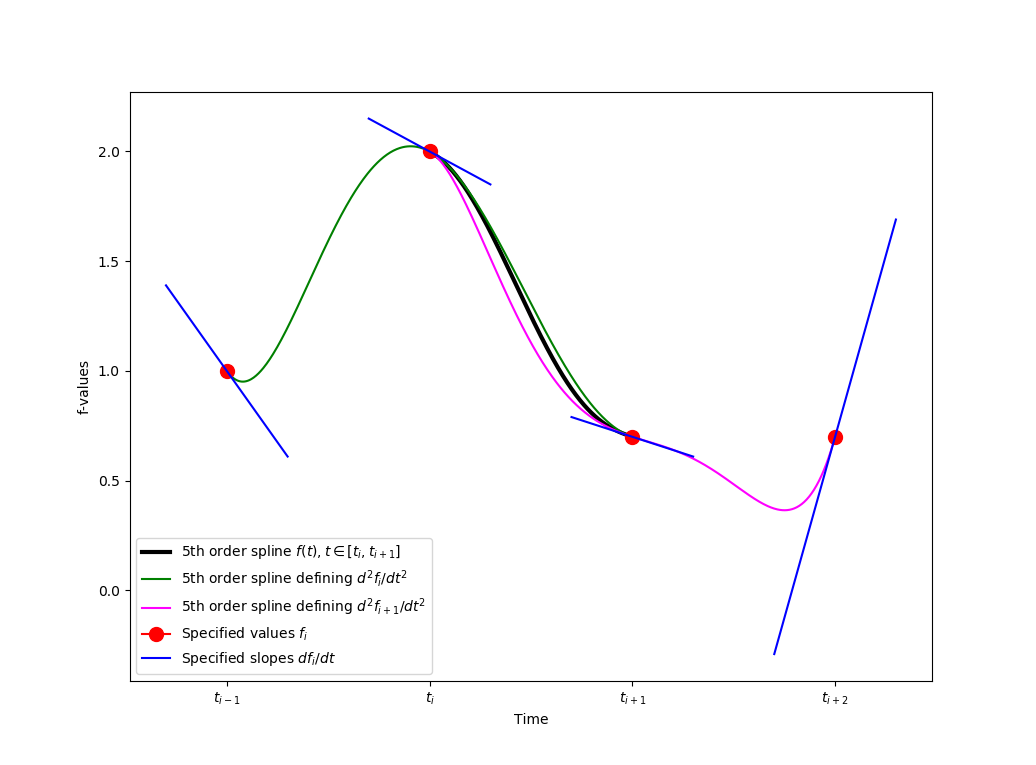 2.0
1.5
1.0
0.5
0.0
f-values
5th order spline f(t), t ∈ [t_i, t_{i+1}]
5th order spline defining d²f_i/dt²
5th order spline defining d²f_{i+1}/dt²
Specified values f_i
Specified slopes df_i/dt
t_{i−1} t_i t_{i+1} t_{i+2}
Time